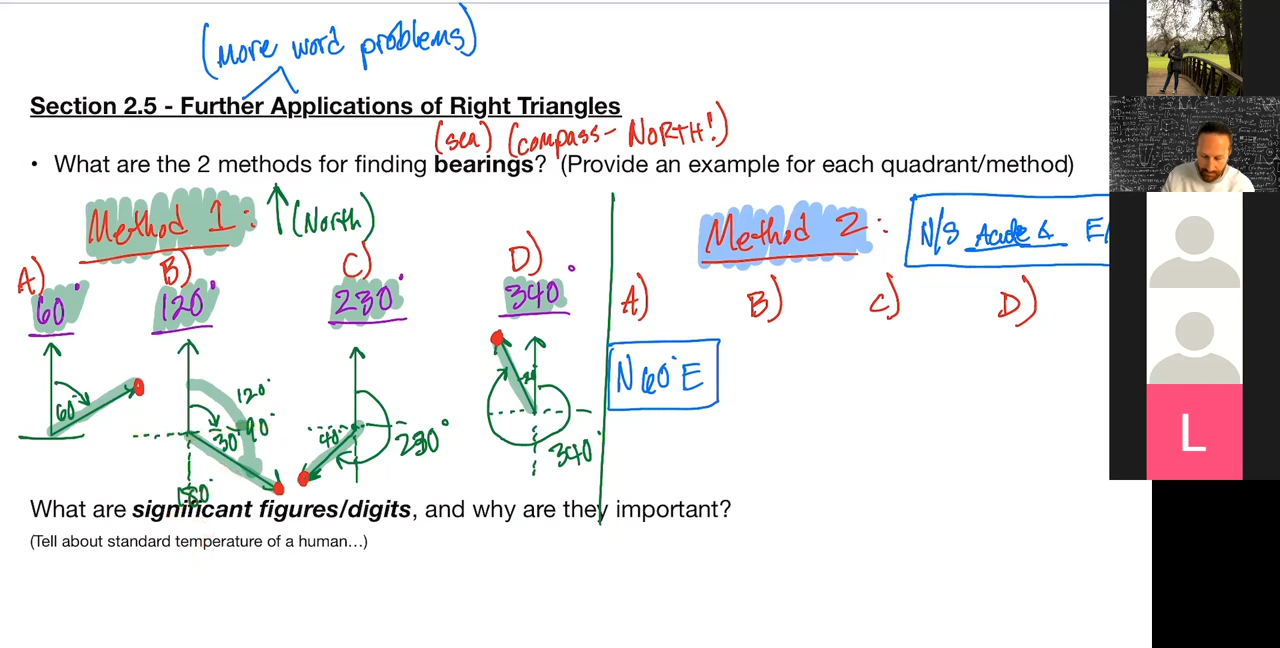 (more word problems)
Section 2.5 - Further Applications of Right Triangles
(sea) (compass - NORTH!)
• What are the 2 methods for finding bearings? (Provide an example for each quadrant/method)
Method 1: ↑ (North)
A) B) C) D)
60° 120° 230° 340°
60°
120°
30° 90°
180°
40° 230°
340°
Method 2: N/S Acute ∡ E/
A) B) C) D)
N 60° E
What are significant figures/digits, and why are they important?
(Tell about standard temperature of a human…)
L